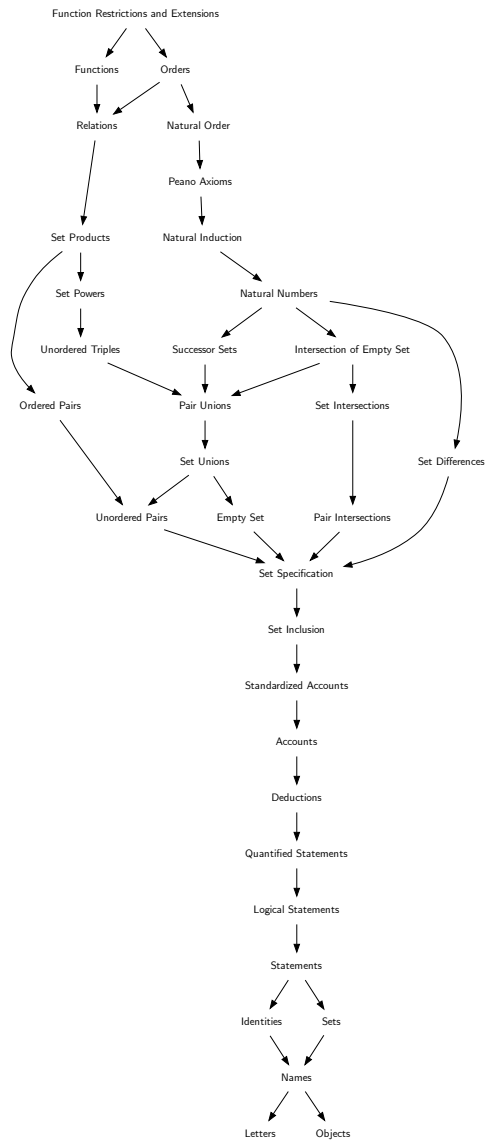 Function Restrictions and Extensions
Functions
Orders
Relations
Natural Order
Peano Axioms
Set Products
Natural Induction
Set Powers
Natural Numbers
Unordered Triples
Successor Sets
Intersection of Empty Set
Ordered Pairs
Pair Unions
Set Intersections
Set Unions
Set Differences
Unordered Pairs
Empty Set
Pair Intersections
Set Specification
Set Inclusion
Standardized Accounts
Accounts
Deductions
Quantified Statements
Logical Statements
Statements
Identities
Sets
Names
Letters
Objects